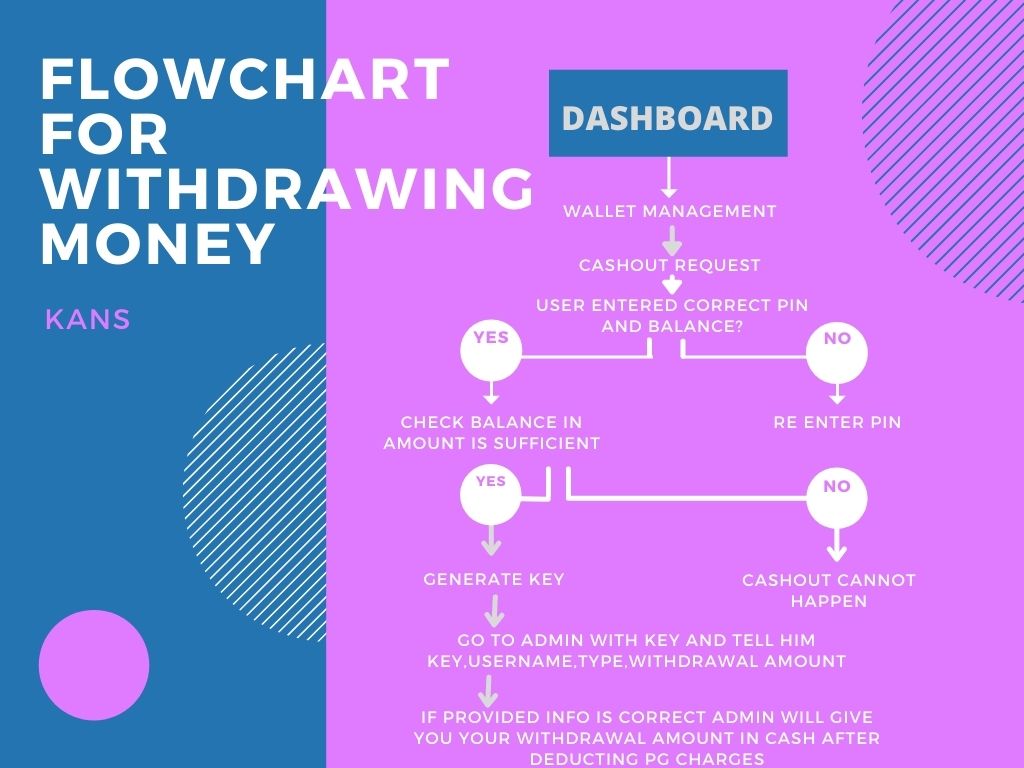 FLOWCHART
FOR
WITHDRAWING
MONEY
KANS
DASHBOARD
WALLET MANAGEMENT
CASHOUT REQUEST
USER ENTERED CORRECT PIN
AND BALANCE?
YES
NO
CHECK BALANCE IN
AMOUNT IS SUFFICIENT
RE ENTER PIN
YES
NO
GENERATE KEY
CASHOUT CANNOT
HAPPEN
GO TO ADMIN WITH KEY AND TELL HIM
KEY,USERNAME,TYPE,WITHDRAWAL AMOUNT
IF PROVIDED INFO IS CORRECT ADMIN WILL GIVE
YOU YOUR WITHDRAWAL AMOUNT IN CASH AFTER
DEDUCTING PG CHARGES